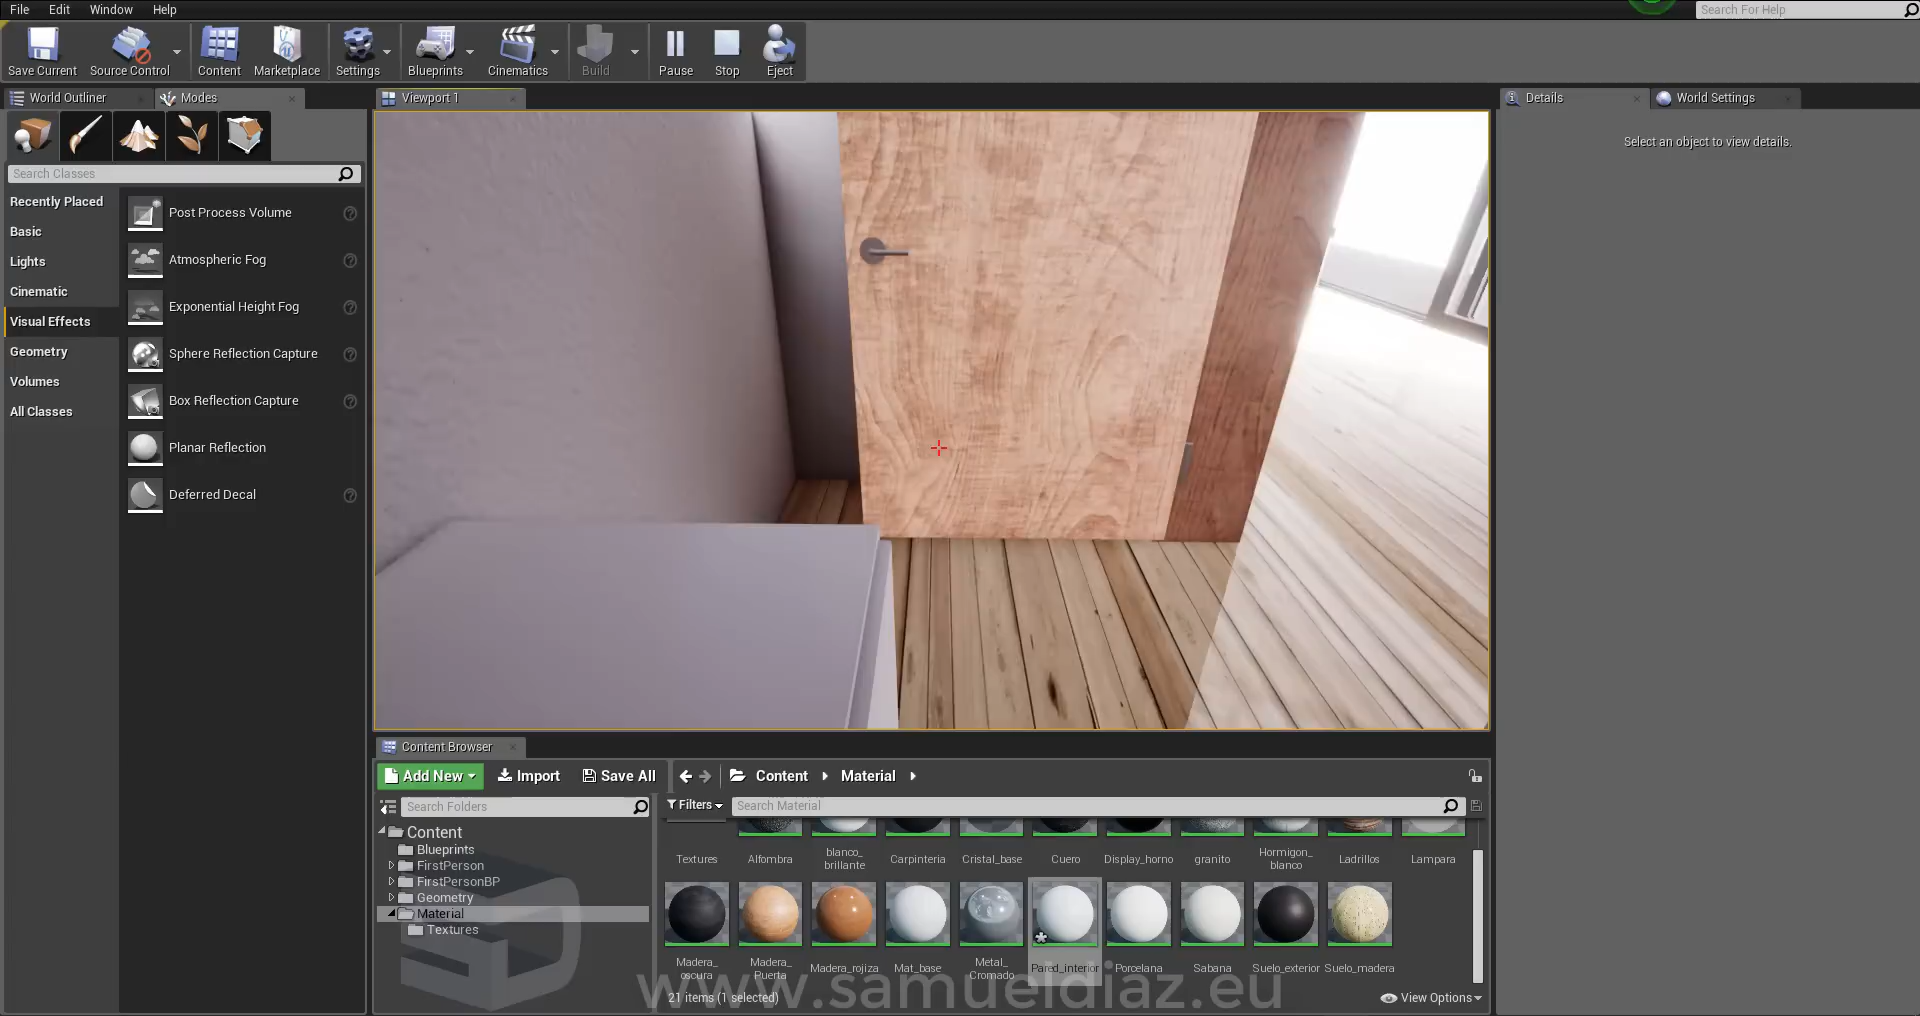 File Edit Window Help
Search For Help
Save Current Source Control Content Marketplace Settings Blueprints Cinematics Build Pause Stop Eject
World Outliner Modes
Viewport 1
Details World Settings
Select an object to view details.
Search Classes
Recently Placed
Basic
Lights
Cinematic
Visual Effects
Geometry
Volumes
All Classes
Post Process Volume
Atmospheric Fog
Exponential Height Fog
Sphere Reflection Capture
Box Reflection Capture
Planar Reflection
Deferred Decal
Content Browser
Add New Import Save All Content Material
Search Folders
Filters Search Material
Content
Blueprints
FirstPerson
FirstPersonBP
Geometry
Material
Textures
Textures Alfombra blanco_ Carpinteria Cristal_base Cuero Display_horno granito Hormigon_ Ladrillos Lampara
brillante blanco
Madera_ Madera_ Madera_rojiza Mat_base Metal_ Pared_interior Porcelana Sabana Suelo_exterior Suelo_madera
oscura Puerta Cromado
21 items (1 selected)
View Options
www.samueldiaz.eu